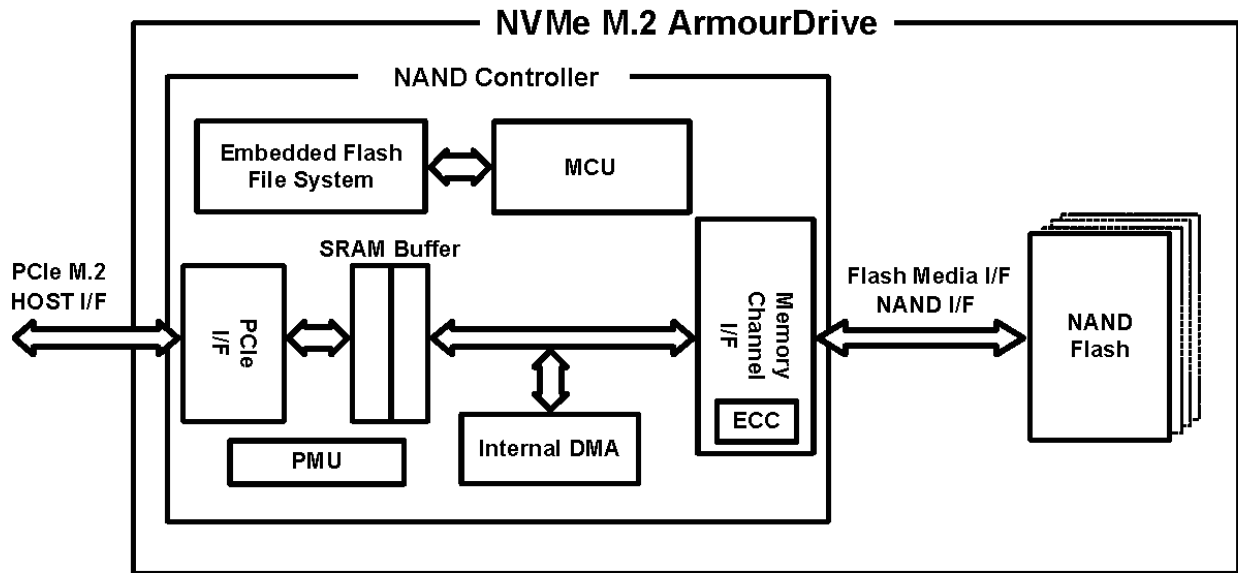 NVMe M.2 ArmourDrive
NAND Controller
Embedded Flash
File System
MCU
SRAM Buffer
PCIe M.2
HOST I/F
PCIe
I/F
Memory
Channel
I/F
ECC
Flash Media I/F
NAND I/F
NAND
Flash
PMU
Internal DMA